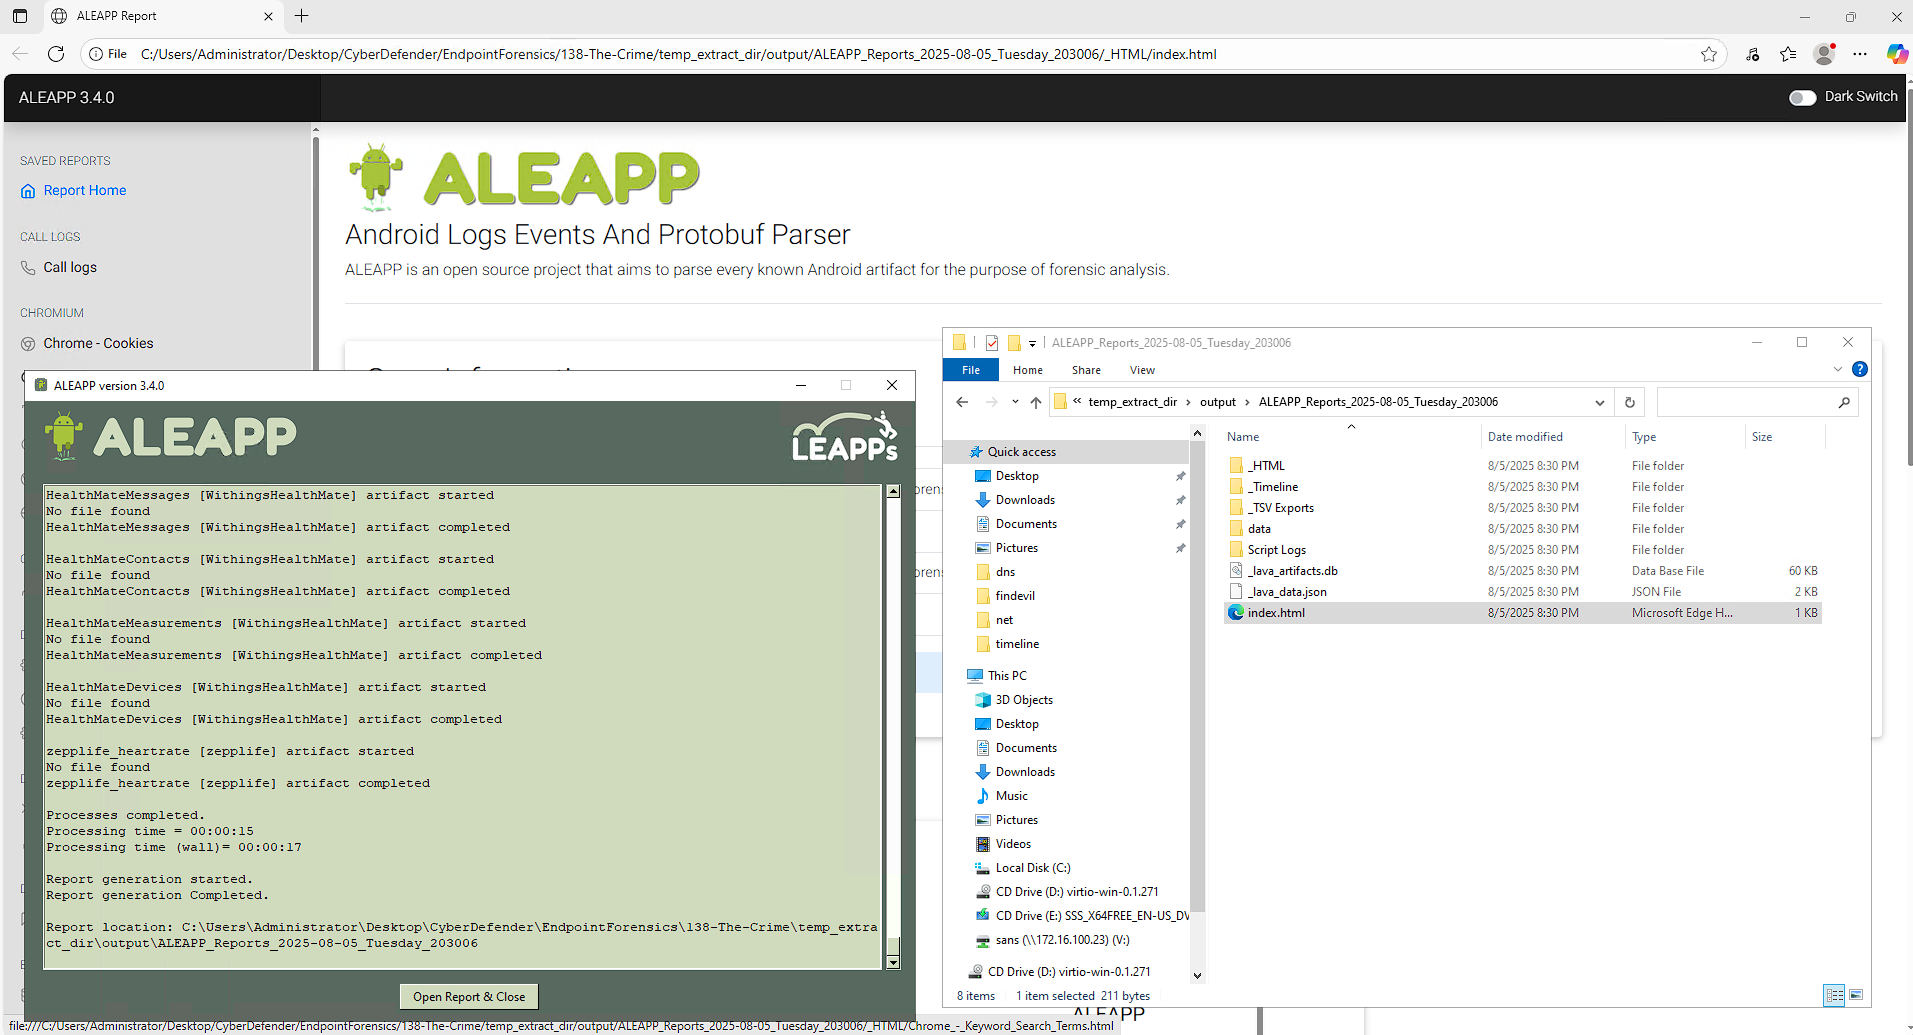 ALEAPP Report
File
C:/Users/Administrator/Desktop/CyberDefender/EndpointForensics/138-The-Crime/temp_extract_dir/output/ALEAPP_Reports_2025-08-05_Tuesday_203006/_HTML/index.html
ALEAPP 3.4.0
Dark Switch
SAVED REPORTS
Report Home
CALL LOGS
Call logs
CHROMIUM
Chrome - Cookies
ALEAPP
Android Logs Events And Protobuf Parser
ALEAPP is an open source project that aims to parse every known Android artifact for the purpose of forensic analysis.
ALEAPP version 3.4.0
ALEAPP
LEAPPs
HealthMateMessages [WithingsHealthMate] artifact started
No file found
HealthMateMessages [WithingsHealthMate] artifact completed
HealthMateContacts [WithingsHealthMate] artifact started
No file found
HealthMateContacts [WithingsHealthMate] artifact completed
HealthMateMeasurements [WithingsHealthMate] artifact started
No file found
HealthMateMeasurements [WithingsHealthMate] artifact completed
HealthMateDevices [WithingsHealthMate] artifact started
No file found
HealthMateDevices [WithingsHealthMate] artifact completed
zepplife_heartrate [zepplife] artifact started
No file found
zepplife_heartrate [zepplife] artifact completed
Processes completed.
Processing time = 00:00:15
Processing time (wall)= 00:00:17
Report generation started.
Report generation Completed.
Report location: C:\Users\Administrator\Desktop\CyberDefender\EndpointForensics\138-The-Crime\temp_extra
ct_dir\output\ALEAPP_Reports_2025-08-05_Tuesday_203006
Open Report & Close
ALEAPP_Reports_2025-08-05_Tuesday_203006
File Home Share View
« temp_extract_dir › output › ALEAPP_Reports_2025-08-05_Tuesday_203006
Quick access
Desktop
Downloads
Documents
Pictures
dns
findevil
net
timeline
This PC
3D Objects
Desktop
Documents
Downloads
Music
Pictures
Videos
Local Disk (C:)
CD Drive (D:) virtio-win-0.1.271
CD Drive (E:) SSS_X64FREE_EN-US_DV
sans (\\172.16.100.23) (V:)
CD Drive (D:) virtio-win-0.1.271
Name Date modified Type Size
_HTML 8/5/2025 8:30 PM File folder
_Timeline 8/5/2025 8:30 PM File folder
_TSV Exports 8/5/2025 8:30 PM File folder
data 8/5/2025 8:30 PM File folder
Script Logs 8/5/2025 8:30 PM File folder
_lava_artifacts.db 8/5/2025 8:30 PM Data Base File 60 KB
_lava_data.json 8/5/2025 8:30 PM JSON File 2 KB
index.html 8/5/2025 8:30 PM Microsoft Edge H... 1 KB
8 items 1 item selected 211 bytes
ALEAPP
file:///C:/Users/Administrator/Desktop/CyberDefender/EndpointForensics/138-The-Crime/temp_extract_dir/output/ALEAPP_Reports_2025-08-05_Tuesday_203006/_HTML/Chrome_-_Keyword_Search_Terms.html